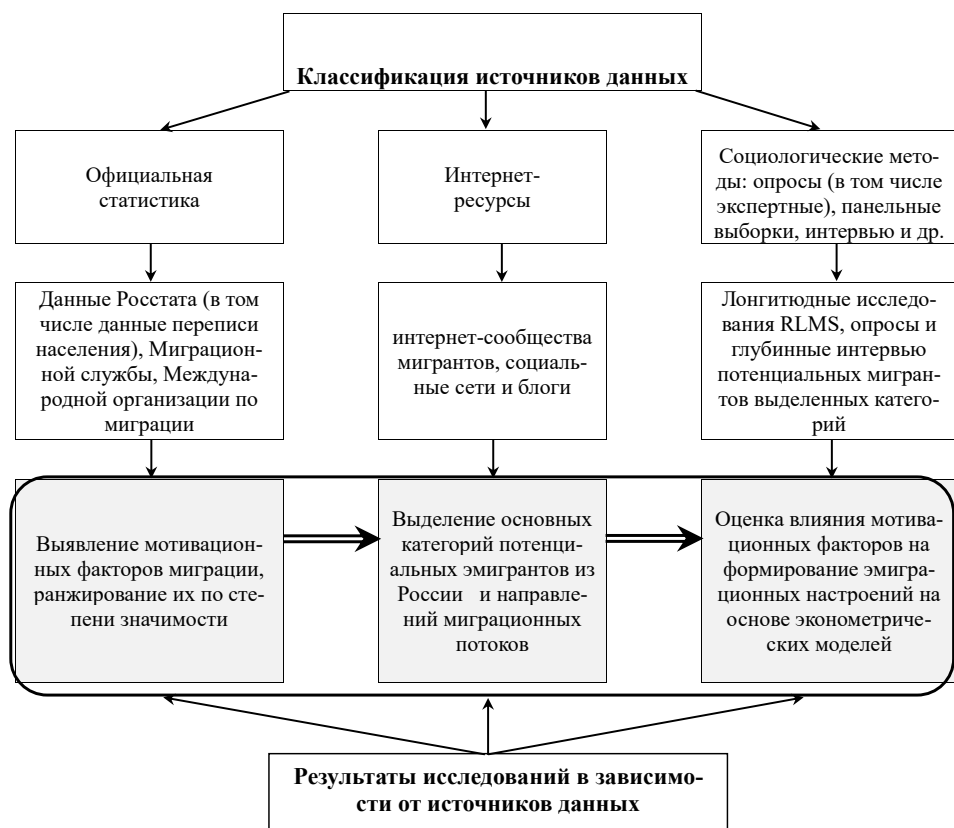 Классификация источников данных
Официальная
статистика
Интернет-
ресурсы
Социологические мето-
ды: опросы (в том числе
экспертные), панельные
выборки, интервью и др.
Данные Росстата (в том
числе данные переписи
населения), Миграцион-
ной службы, Междуна-
родной организации по
миграции
интернет-сообщества
мигрантов, социаль-
ные сети и блоги
Лонгитюдные исследо-
вания RLMS, опросы и
глубинные интервью
потенциальных мигран-
тов выделенных катего-
рий
Выявление мотивацион-
ных факторов миграции,
ранжирование их по сте-
пени значимости
Выделение основных
категорий потенци-
альных эмигрантов из
России и направле-
ний миграционных
потоков
Оценка влияния мотива-
ционных факторов на
формирование эмигра-
ционных настроений на
основе эконометриче-
ских моделей
Результаты исследований в зависимо-
сти от источников данных